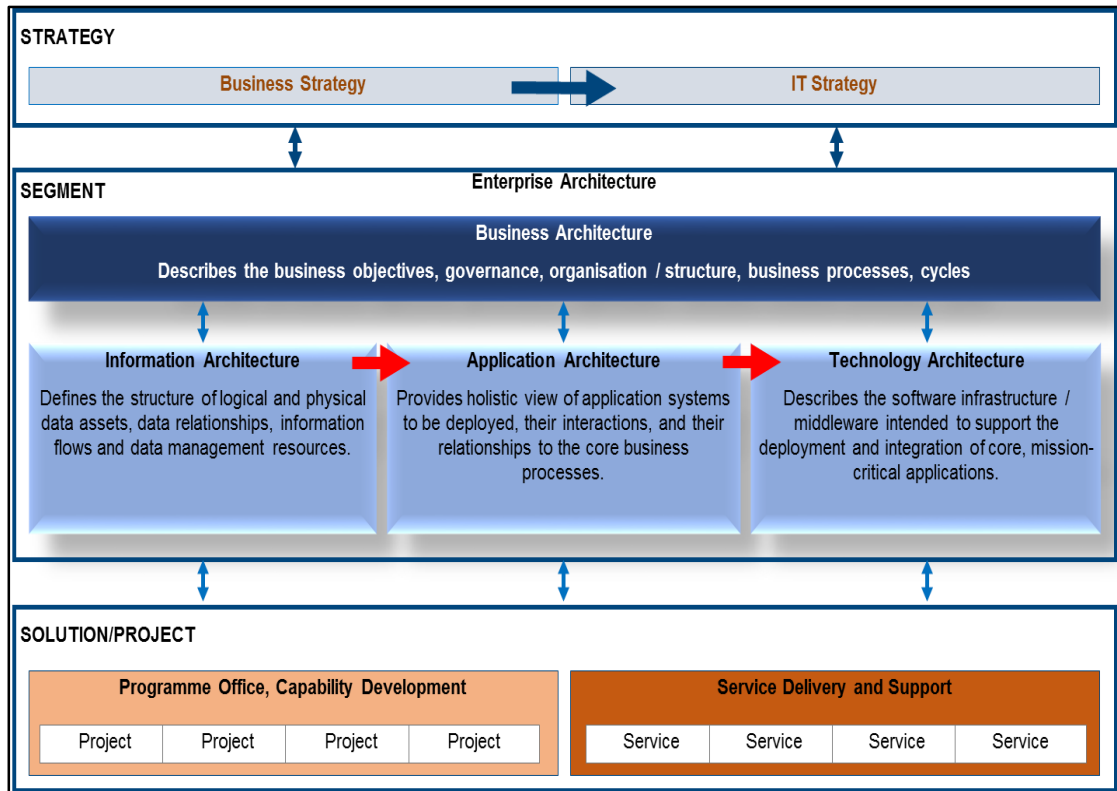 STRATEGY
Business Strategy
IT Strategy
SEGMENT
Enterprise Architecture
Business Architecture
Describes the business objectives, governance, organisation / structure, business processes, cycles
Information Architecture
Defines the structure of logical and physical
data assets, data relationships, information
flows and data management resources.
Application Architecture
Provides holistic view of application systems
to be deployed, their interactions, and their
relationships to the core business
processes.
Technology Architecture
Describes the software infrastructure /
middleware intended to support the
deployment and integration of core, mission-
critical applications.
SOLUTION/PROJECT
Programme Office, Capability Development
Project
Project
Project
Project
Service Delivery and Support
Service
Service
Service
Service